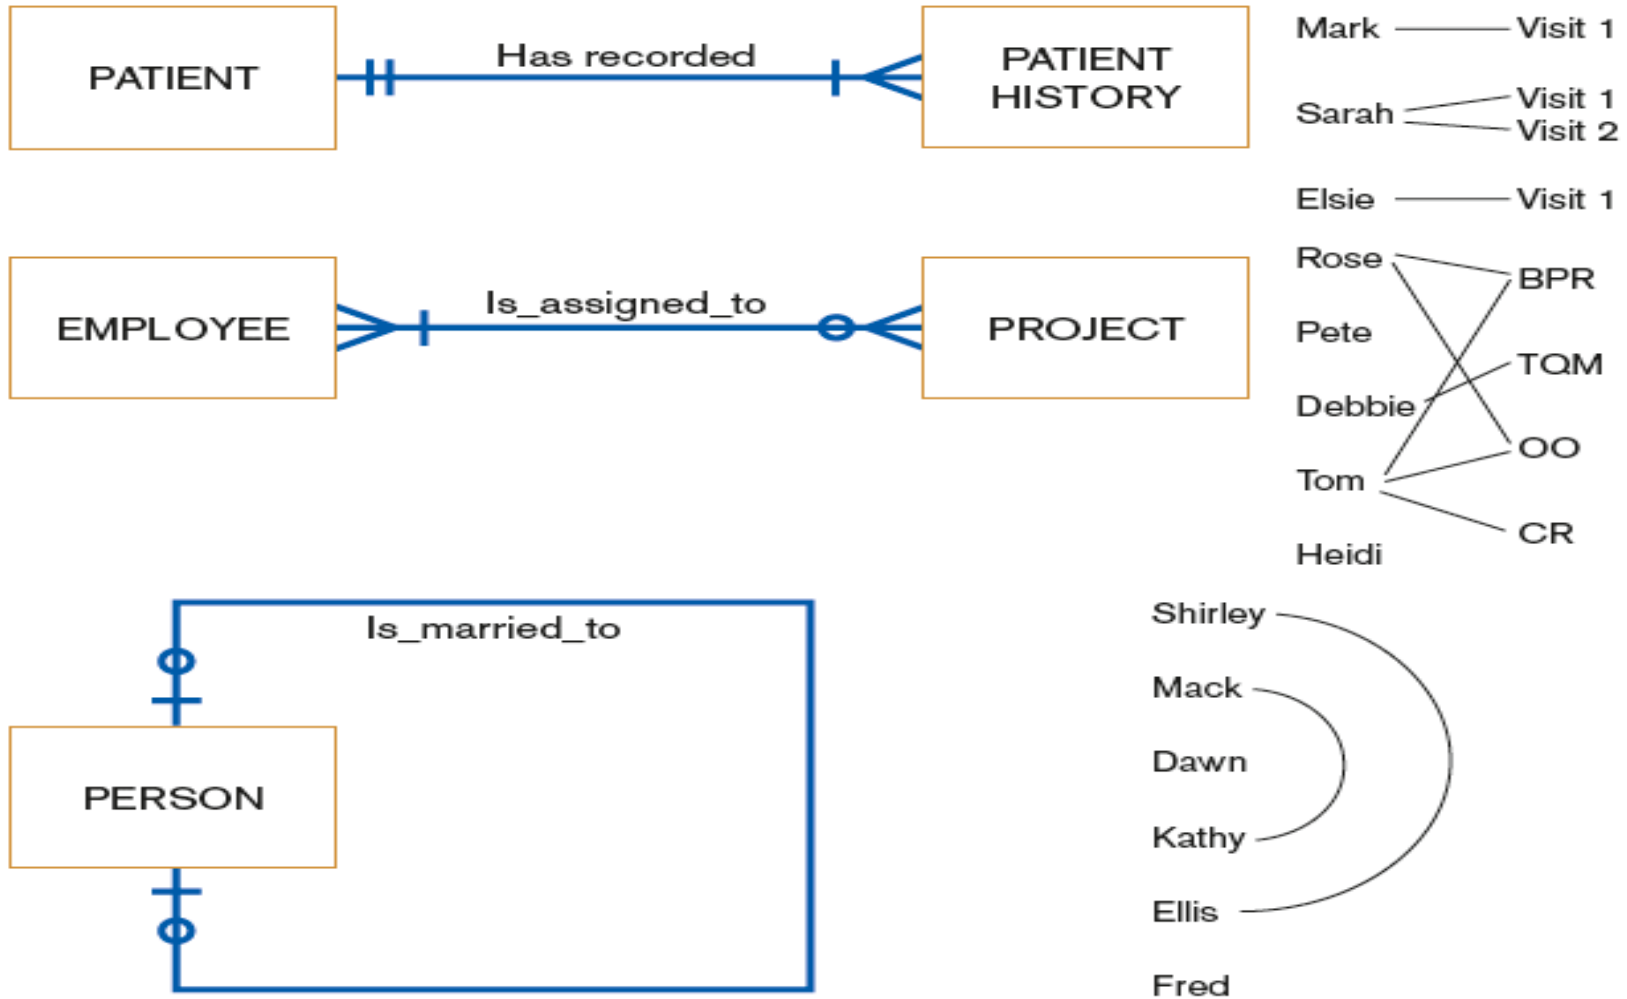 PATIENT
Has recorded
PATIENT
HISTORY
Mark
Visit 1
Sarah
Visit 1
Visit 2
Elsie
Visit 1
EMPLOYEE
Is_assigned_to
PROJECT
Rose
BPR
Pete
TQM
Debbie
OO
Tom
CR
Heidi
Is_married_to
PERSON
Shirley
Mack
Dawn
Kathy
Ellis
Fred